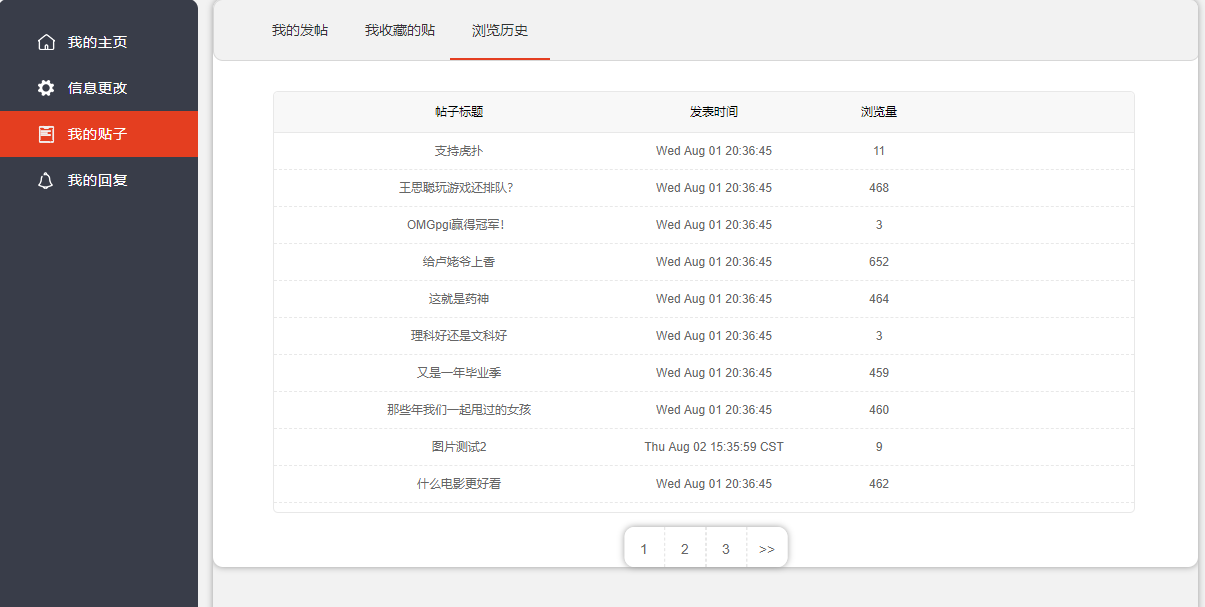 我的主页
信息更改
我的贴子
我的回复
我的发帖 我收藏的贴 浏览历史
帖子标题 发表时间 浏览量
支持虎扑 Wed Aug 01 20:36:45 11
王思聪玩游戏还排队? Wed Aug 01 20:36:45 468
OMGpgi赢得冠军! Wed Aug 01 20:36:45 3
给卢姥爷上香 Wed Aug 01 20:36:45 652
这就是药神 Wed Aug 01 20:36:45 464
理科好还是文科好 Wed Aug 01 20:36:45 3
又是一年毕业季 Wed Aug 01 20:36:45 459
那些年我们一起甩过的女孩 Wed Aug 01 20:36:45 460
图片测试2 Thu Aug 02 15:35:59 CST 9
什么电影更好看 Wed Aug 01 20:36:45 462
1 2 3 >>